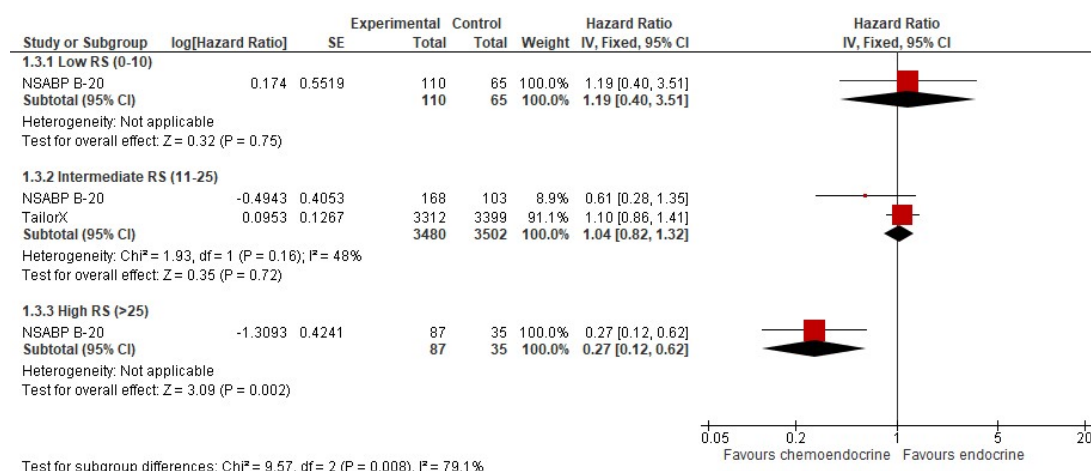 Experimental Control Hazard Ratio Hazard Ratio
Study or Subgroup log[Hazard Ratio] SE Total Total Weight IV, Fixed, 95% CI IV, Fixed, 95% CI
1.3.1 Low RS (0-10)
NSABP B-20 0.174 0.5519 110 65 100.0% 1.19 [0.40, 3.51]
Subtotal (95% CI) 110 65 100.0% 1.19 [0.40, 3.51]
Heterogeneity: Not applicable
Test for overall effect: Z = 0.32 (P = 0.75)
1.3.2 Intermediate RS (11-25)
NSABP B-20 -0.4943 0.4053 168 103 8.9% 0.61 [0.28, 1.35]
TailorX 0.0953 0.1267 3312 3399 91.1% 1.10 [0.86, 1.41]
Subtotal (95% CI) 3480 3502 100.0% 1.04 [0.82, 1.32]
Heterogeneity: Chi² = 1.93, df = 1 (P = 0.16); I² = 48%
Test for overall effect: Z = 0.35 (P = 0.72)
1.3.3 High RS (>25)
NSABP B-20 -1.3093 0.4241 87 35 100.0% 0.27 [0.12, 0.62]
Subtotal (95% CI) 87 35 100.0% 0.27 [0.12, 0.62]
Heterogeneity: Not applicable
Test for overall effect: Z = 3.09 (P = 0.002)
0.05 0.2 1 5 20
Favours chemoendocrine Favours endocrine
Test for subgroup differences: Chi² = 9.57, df = 2 (P = 0.008), I² = 79.1%